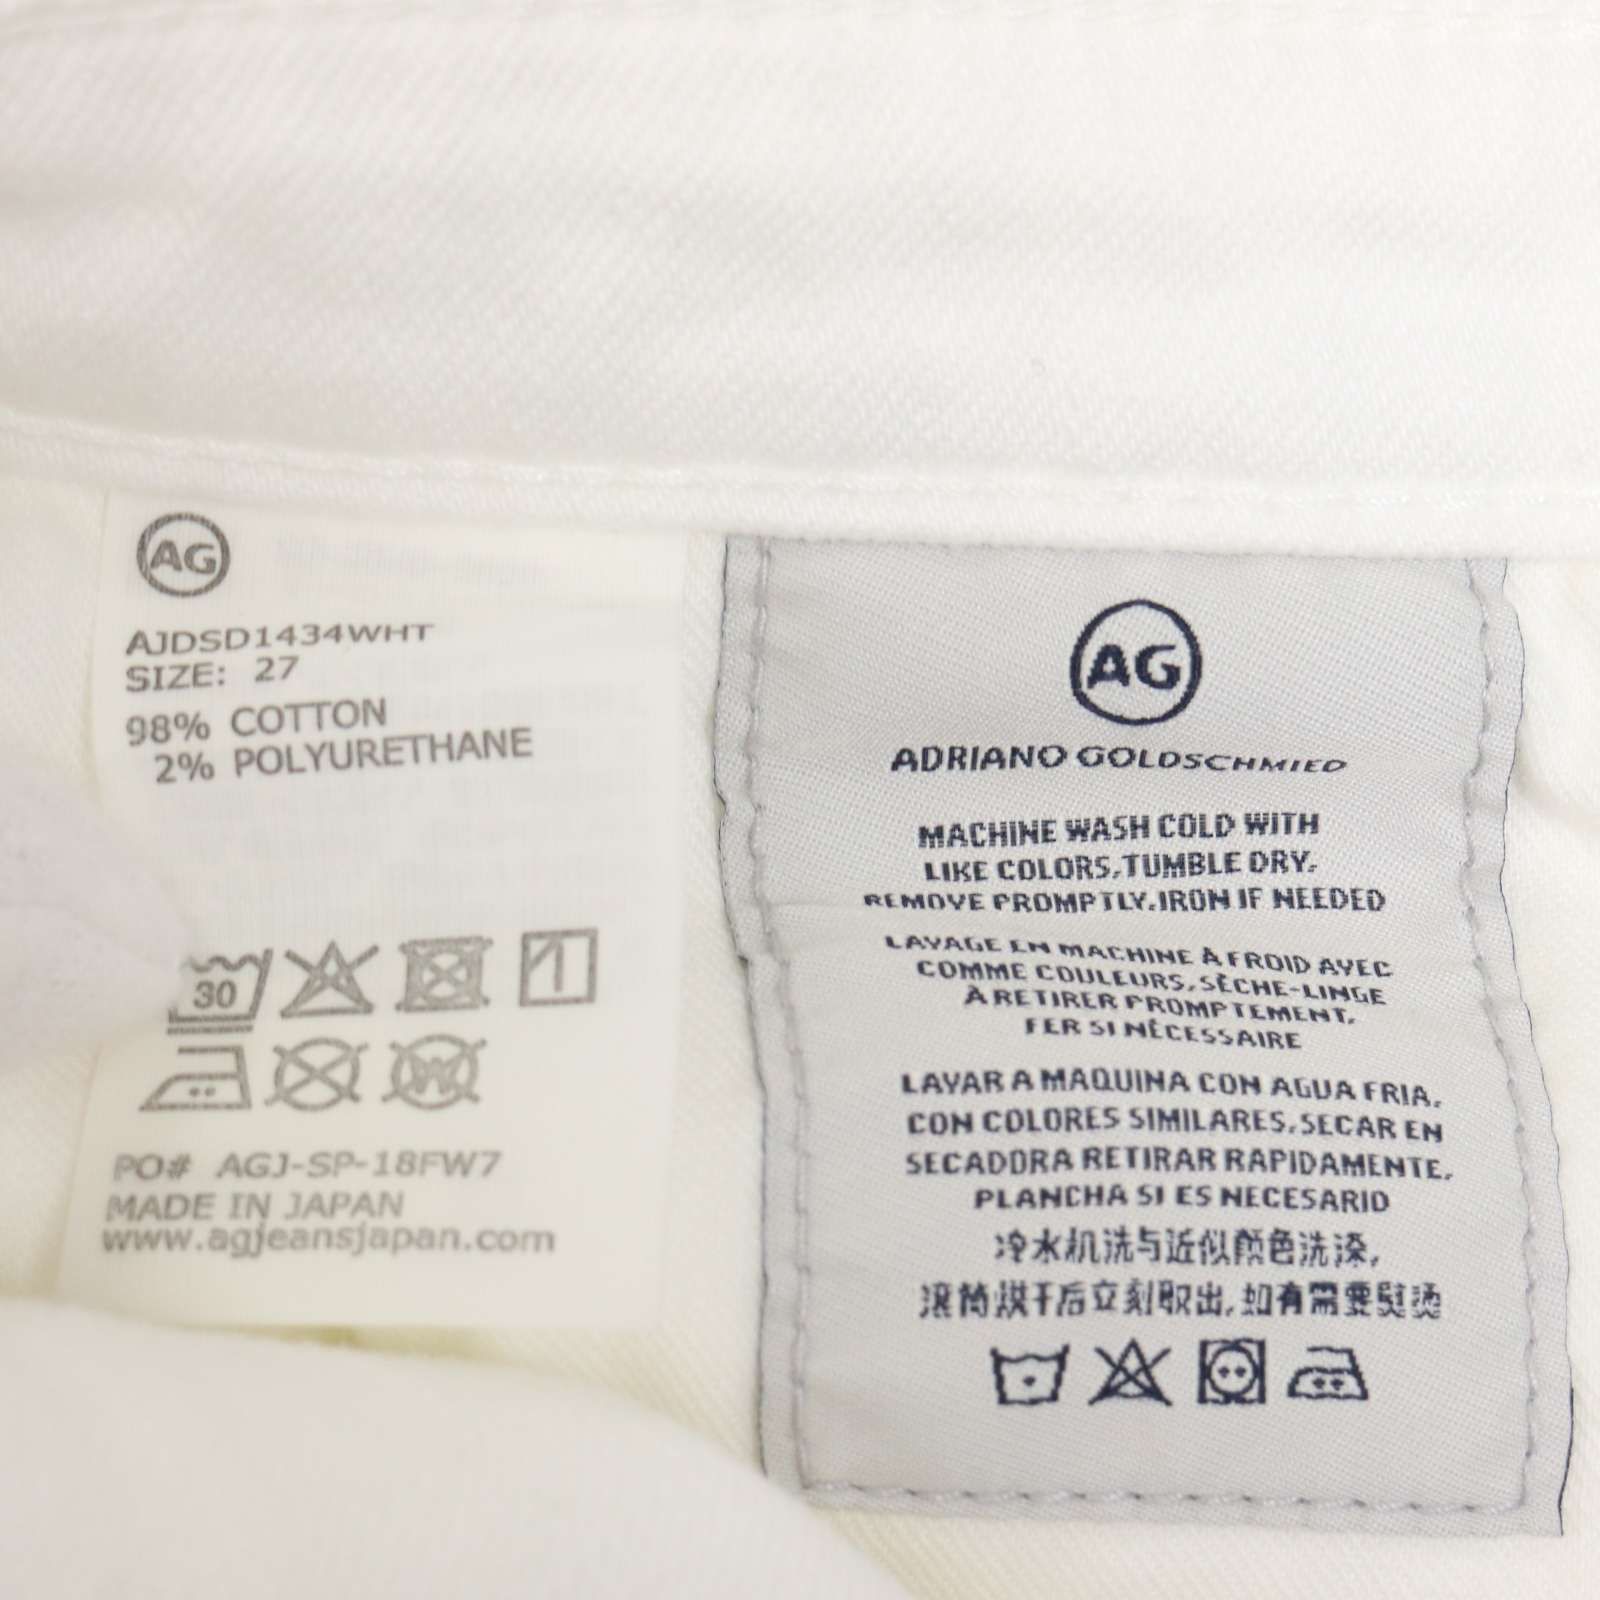 AG
AJDSD1434WHT
SIZE: 27
98% COTTON
2% POLYURETHANE
30
W
PO# AGJ-SP-18FW7
MADE IN JAPAN
www.agjeansjapan.com
AG
ADRIANO GOLDSCHMIED
MACHINE WASH COLD WITH
LIKE COLORS,TUMBLE DRY,
REMOVE PROMPTLY.IRON IF NEEDED
LAVAGE EN MACHINE À FROID AVEC
COMME COULEURS, SÈCHE-LINGE
À RETIRER PROMPTEMENT,
FER SI NÈCESSAIRE
LAVAR A MAQUINA CON AGUA FRIA,
CON COLORES SIMILARES, SECAR EN
SECADORA RETIRAR RAPIDAMENTE,
PLANCHA SI ES NECESARIO
冷水机洗与近似颜色洗涤,
滚筒烘干后立刻取出,如有需要熨烫